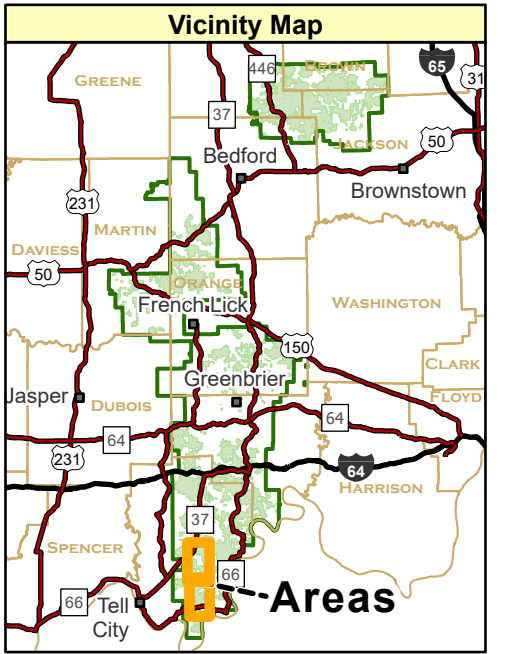 Vicinity Map
BROWN
65
446
GREENE
31
37
JACKSON
50
Bedford
Brownstown
231
MARTIN
DAVIESS
50
ORANGE
WASHINGTON
French Lick
150
CLARK
Greenbrier
Jasper
DUBOIS
FLOYD
64
64
231
64
HARRISON
37
SPENCER
66
66
Tell
City
Areas